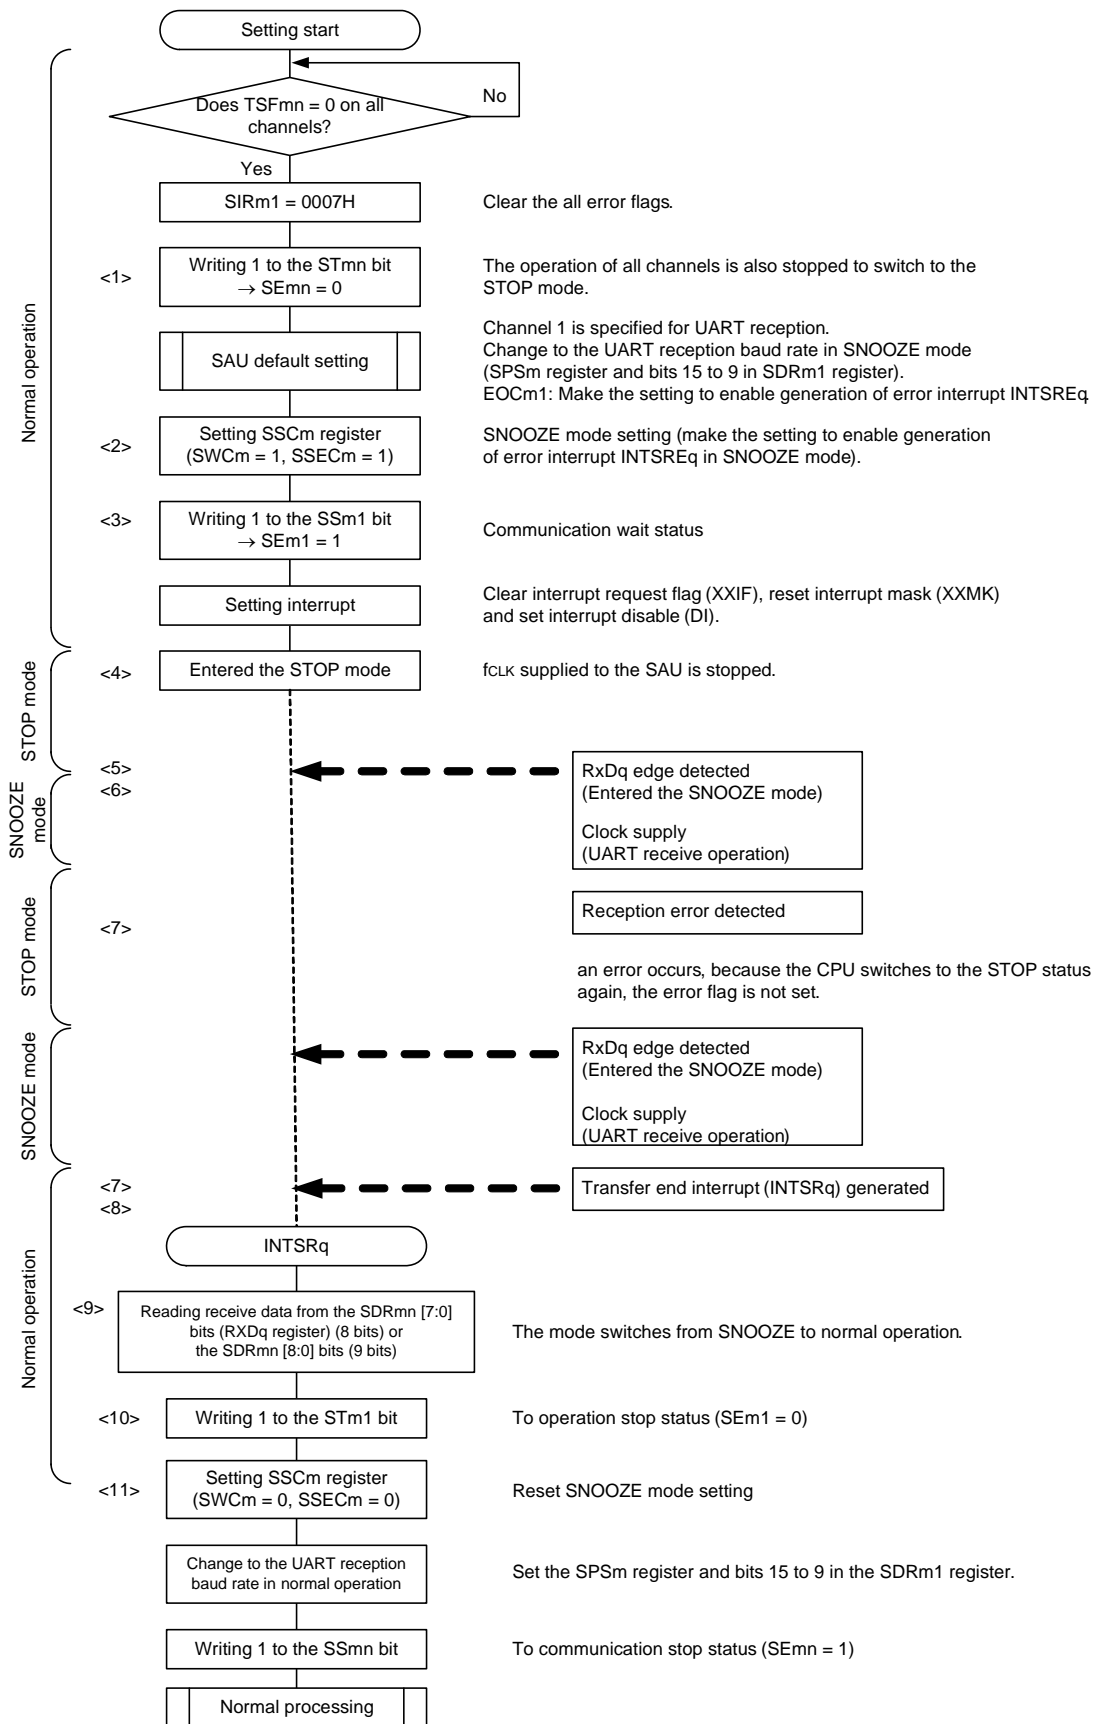 Setting start
No
Does TSFmn = 0 on all
channels?
Yes
SIRm1 = 0007H
Clear the all error flags.
<1>
Writing 1 to the STmn bit
→ SEmn = 0
The operation of all channels is also stopped to switch to the
STOP mode.
Normal operation
SAU default setting
Channel 1 is specified for UART reception.
Change to the UART reception baud rate in SNOOZE mode
(SPSm register and bits 15 to 9 in SDRm1 register).
EOCm1: Make the setting to enable generation of error interrupt INTSREq.
<2>
Setting SSCm register
(SWCm = 1, SSECm = 1)
SNOOZE mode setting (make the setting to enable generation
of error interrupt INTSREq in SNOOZE mode).
<3>
Writing 1 to the SSm1 bit
→ SEm1 = 1
Communication wait status
Setting interrupt
Clear interrupt request flag (XXIF), reset interrupt mask (XXMK)
and set interrupt disable (DI).
STOP mode
<4>
Entered the STOP mode
fCLK supplied to the SAU is stopped.
<5>
<6>
SNOOZE
mode
RxDq edge detected
(Entered the SNOOZE mode)
Clock supply
(UART receive operation)
STOP mode
<7>
Reception error detected
an error occurs, because the CPU switches to the STOP status
again, the error flag is not set.
SNOOZE mode
RxDq edge detected
(Entered the SNOOZE mode)
Clock supply
(UART receive operation)
<7>
<8>
Transfer end interrupt (INTSRq) generated
INTSRq
Normal operation
<9>
Reading receive data from the SDRmn [7:0]
bits (RXDq register) (8 bits) or
the SDRmn [8:0] bits (9 bits)
The mode switches from SNOOZE to normal operation.
<10>
Writing 1 to the STm1 bit
To operation stop status (SEm1 = 0)
<11>
Setting SSCm register
(SWCm = 0, SSECm = 0)
Reset SNOOZE mode setting
Change to the UART reception
baud rate in normal operation
Set the SPSm register and bits 15 to 9 in the SDRm1 register.
Writing 1 to the SSmn bit
To communication stop status (SEmn = 1)
Normal processing